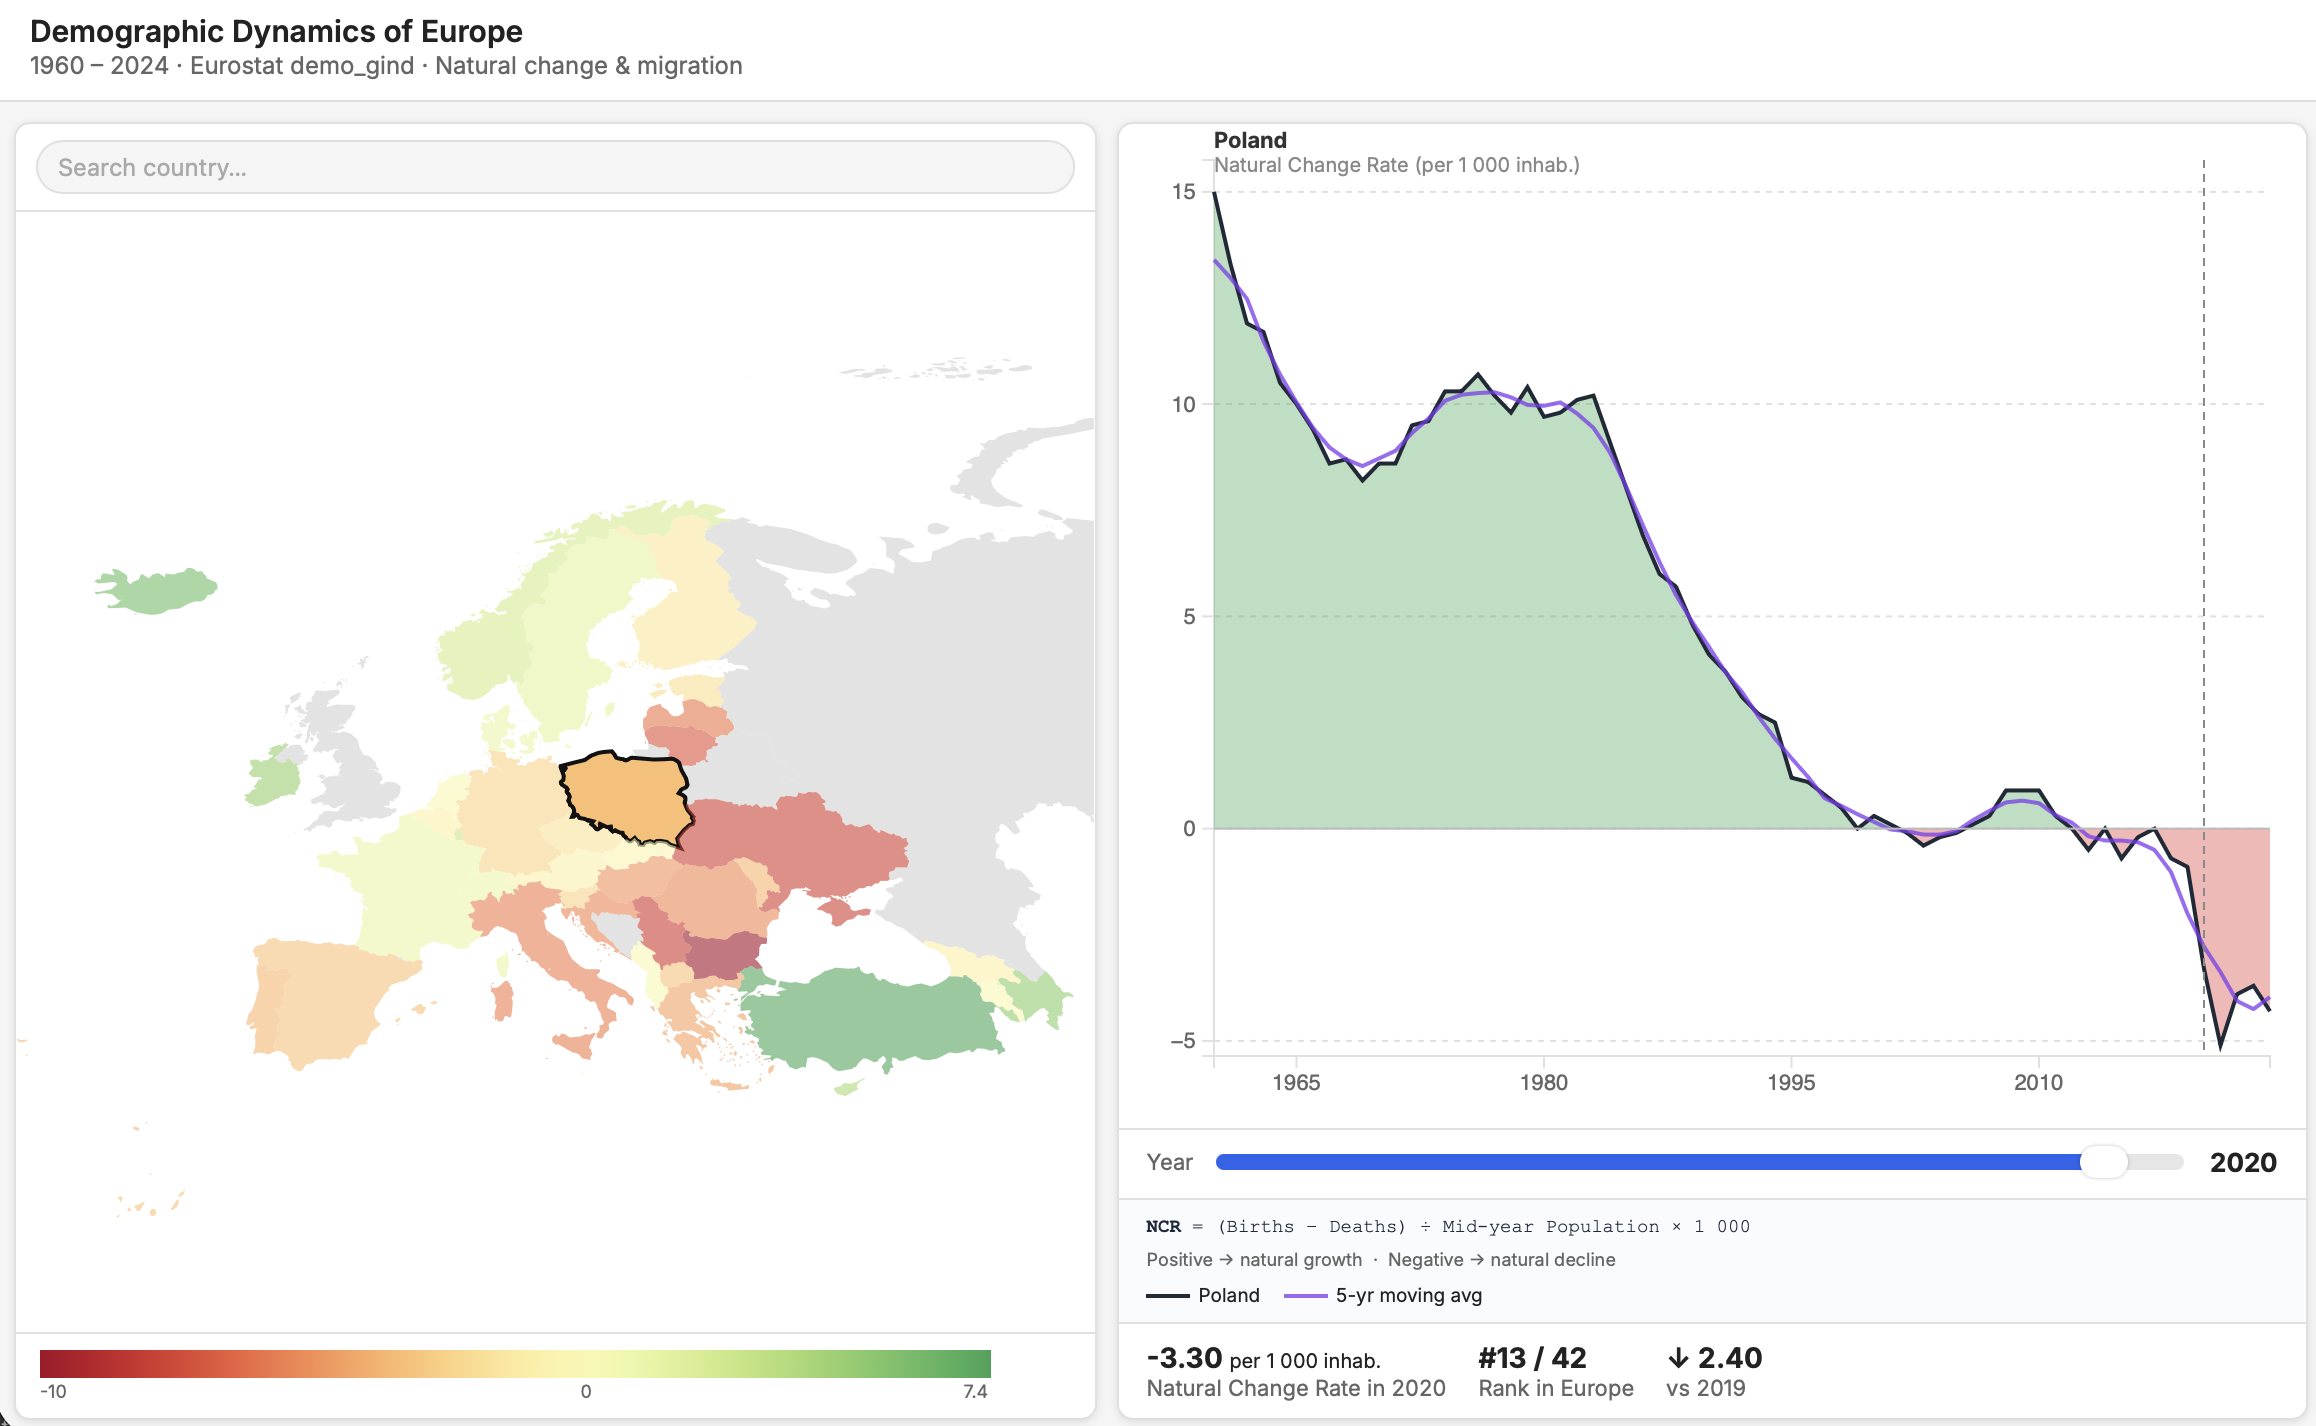 Demographic Dynamics of Europe
1960 – 2024 · Eurostat demo_gind · Natural change & migration
Search country...
-10
0
7.4
Poland
Natural Change Rate (per 1 000 inhab.)
15
10
5
0
−5
1965
1980
1995
2010
Year
2020
NCR = (Births − Deaths) ÷ Mid-year Population × 1 000
Positive → natural growth · Negative → natural decline
Poland
5-yr moving avg
-3.30 per 1 000 inhab.
Natural Change Rate in 2020
#13 / 42
Rank in Europe
↓ 2.40
vs 2019